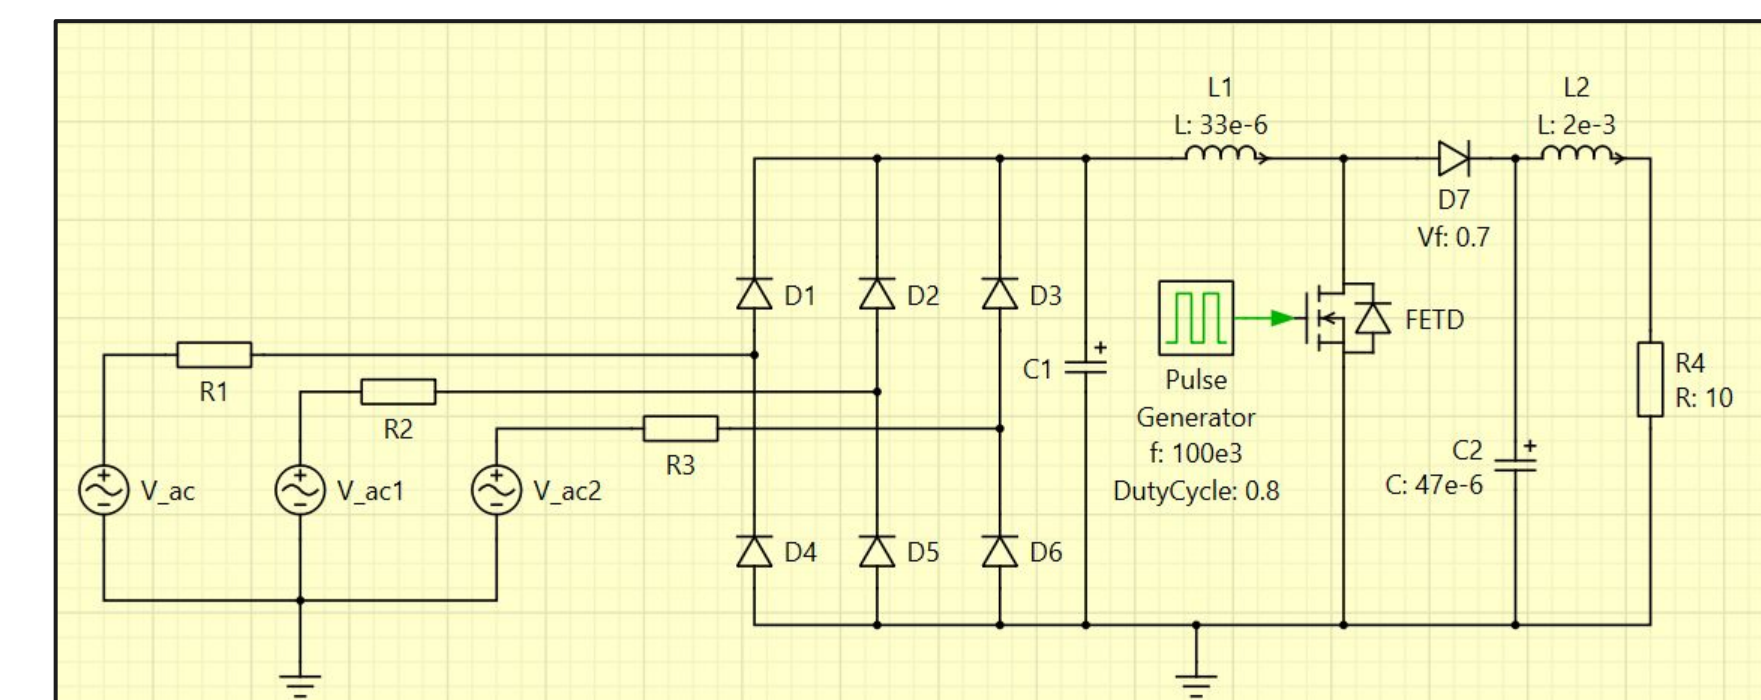 L1
L: 33e-6
L2
L: 2e-3
D7
Vf: 0.7
D1
D2
D3
FETD
R1
R2
R3
C1
Pulse
Generator
f: 100e3
DutyCycle: 0.8
R4
R: 10
C2
C: 47e-6
V_ac
V_ac1
V_ac2
D4
D5
D6